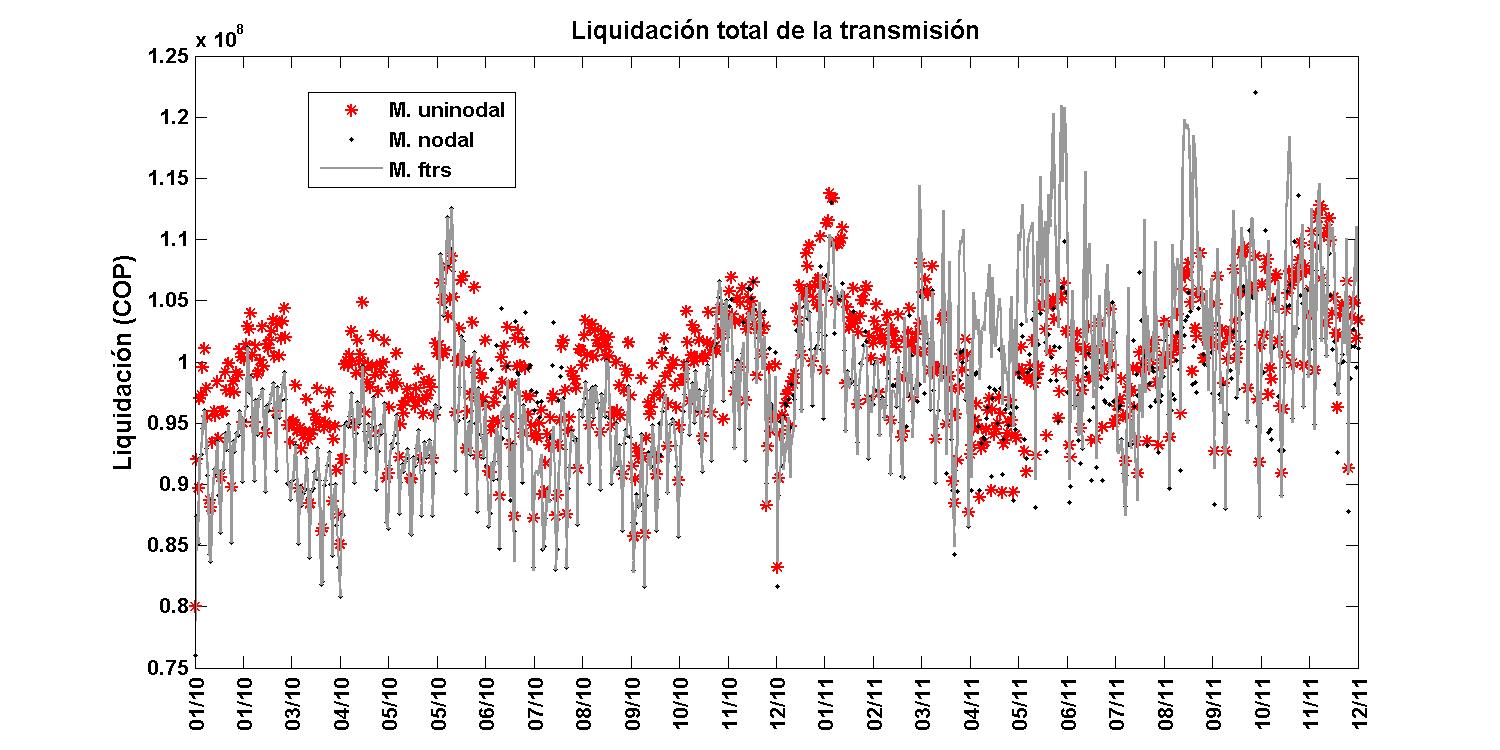 Liquidación total de la transmisión
x 10^8
1.25
1.2
1.15
1.1
1.05
1
0.95
0.9
0.85
0.8
0.75
Liquidación (COP)
M. uninodal
M. nodal
M. ftrs
01/10 01/10 03/10 04/10 05/10 06/10 07/10 08/10 09/10 10/10 11/10 12/10 01/11 02/11 03/11 04/11 05/11 06/11 07/11 08/11 09/11 10/11 11/11 12/11